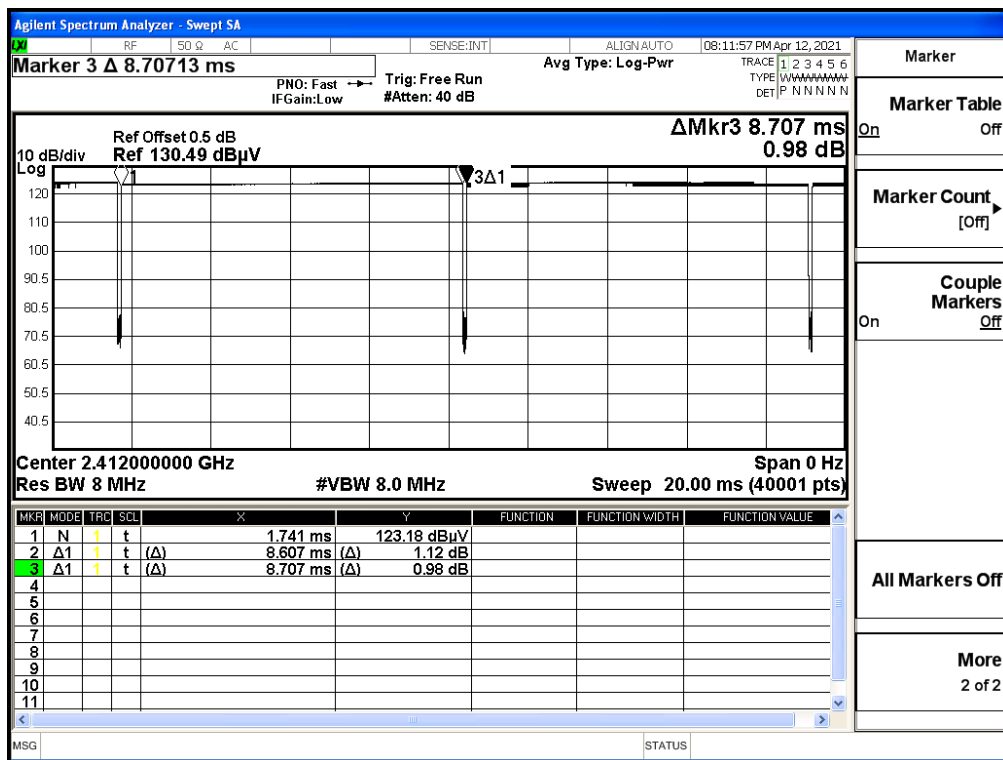 Agilent Spectrum Analyzer - Swept SA
LXI RF 50 Ω AC SENSE:INT ALIGNAUTO 08:11:57 PM Apr 12, 2021
Marker 3 Δ 8.70713 ms
PNO: Fast
IFGain:Low
Trig: Free Run
#Atten: 40 dB
Avg Type: Log-Pwr
TRACE 1 2 3 4 5 6
TYPE WWWWWW
DET P N N N N N
Ref Offset 0.5 dB
10 dB/div Ref 130.49 dBµV
Log
ΔMkr3 8.707 ms
0.98 dB
1
3Δ1
120
110
100
90.5
80.5
70.5
60.5
50.5
40.5
Center 2.412000000 GHz Span 0 Hz
Res BW 8 MHz #VBW 8.0 MHz Sweep 20.00 ms (40001 pts)
MKR MODE TRC SCL X Y FUNCTION FUNCTION WIDTH FUNCTION VALUE
1 N 1 t 1.741 ms 123.18 dBµV
2 Δ1 1 t (Δ) 8.607 ms (Δ) 1.12 dB
3 Δ1 1 t (Δ) 8.707 ms (Δ) 0.98 dB
4
5
6
7
8
9
10
11
MSG STATUS
Marker
Marker Table
On Off
Marker Count
[Off]
Couple
Markers
On Off
All Markers Off
More
2 of 2